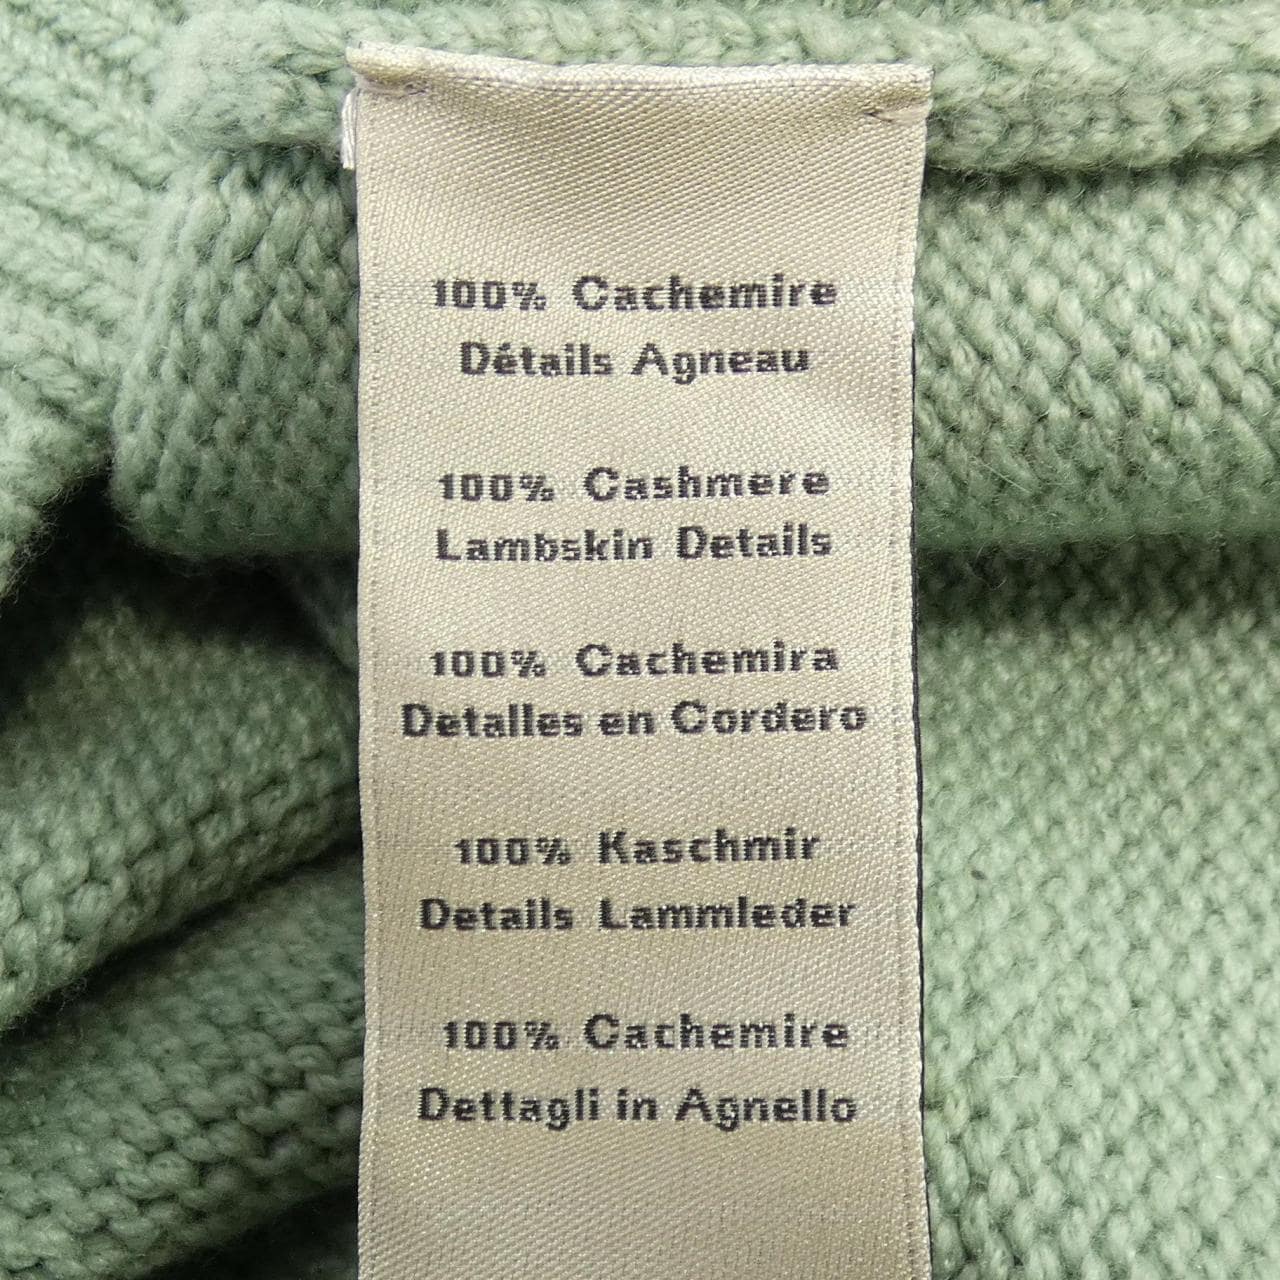 100% Cachemire
Détails Agneau
100% Cashmere
Lambskin Details
100% Cachemira
Detalles en Cordero
100% Kaschmir
Details Lammleder
100% Cachemire
Dettagli in Agnello